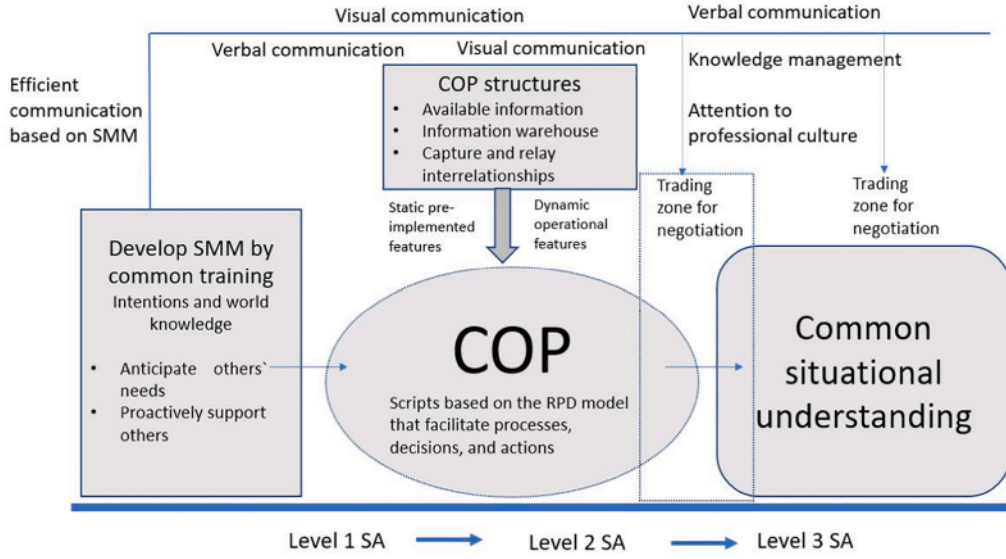 Visual communication
Verbal communication
Verbal communication
Visual communication
Efficient
communication
based on SMM
COP structures
• Available information
• Information warehouse
• Capture and relay
interrelationships
Knowledge management
Attention to
professional culture
Static pre-
implemented
features
Dynamic
operational
features
Trading
zone for
negotiation
Trading
zone for
negotiation
Develop SMM by
common training
Intentions and world
knowledge
• Anticipate others`
needs
• Proactively support
others
COP
Scripts based on the RPD model
that facilitate processes,
decisions, and actions
Common
situational
understanding
Level 1 SA
Level 2 SA
Level 3 SA